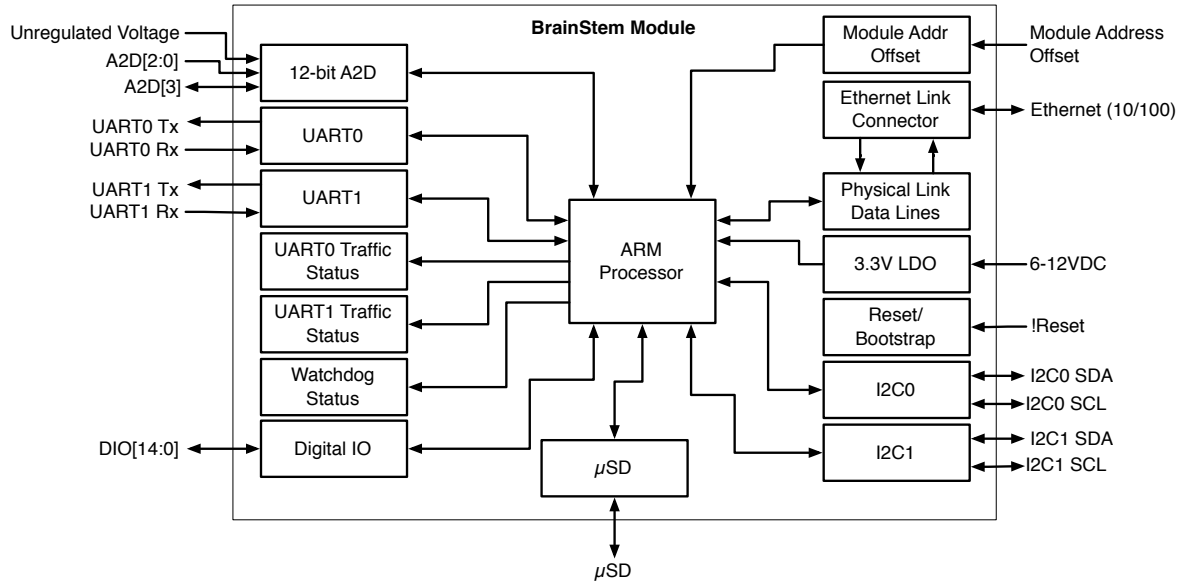 BrainStem Module
Unregulated Voltage
A2D[2:0]
A2D[3]
12-bit A2D
UART0 Tx
UART0 Rx
UART0
UART1 Tx
UART1 Rx
UART1
UART0 Traffic
Status
UART1 Traffic
Status
Watchdog
Status
DIO[14:0]
Digital IO
ARM
Processor
µSD
µSD
Module Addr
Offset
Module Address
Offset
Ethernet Link
Connector
Ethernet (10/100)
Physical Link
Data Lines
3.3V LDO
6-12VDC
Reset/
Bootstrap
!Reset
I2C0
I2C0 SDA
I2C0 SCL
I2C1
I2C1 SDA
I2C1 SCL